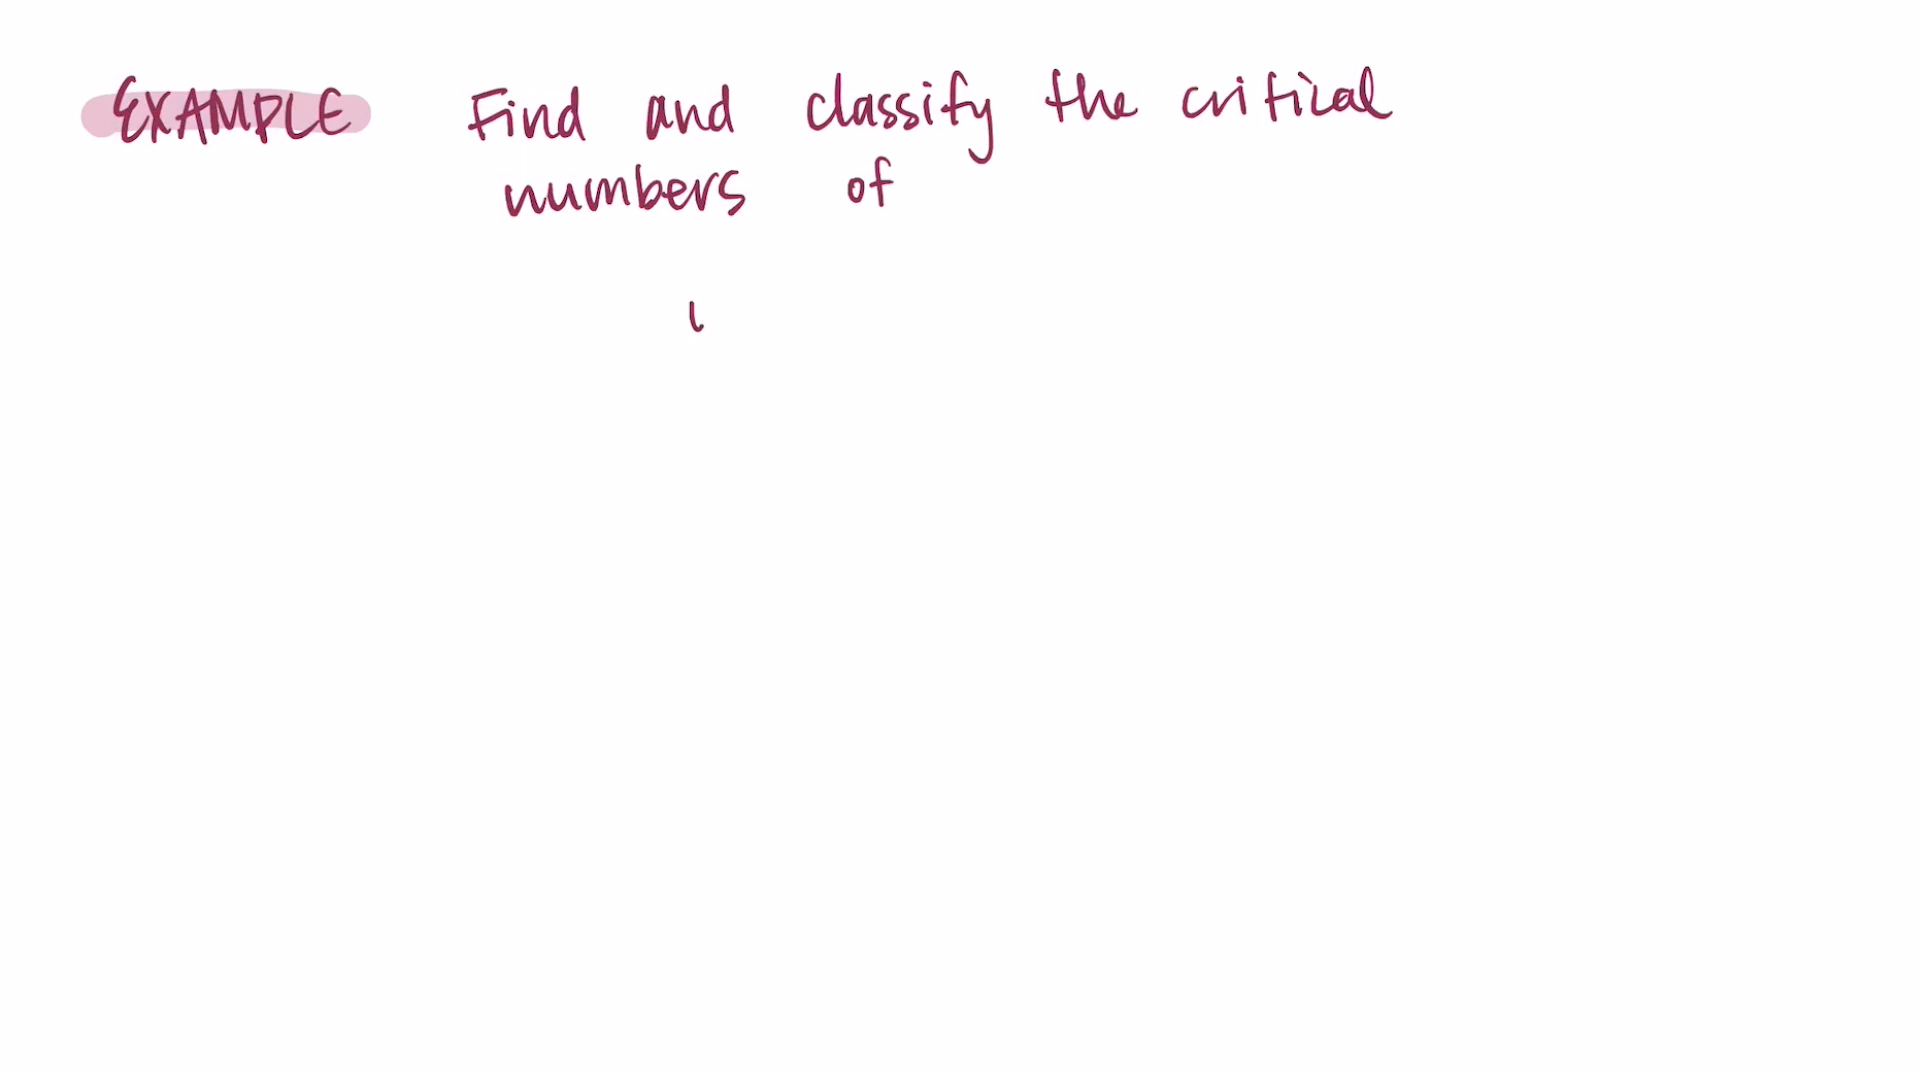 EXAMPLE Find and classify the critical
numbers of